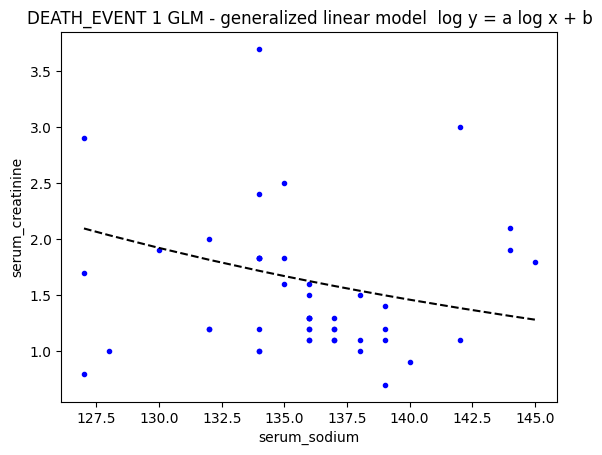 DEATH_EVENT 1 GLM - generalized linear model  log y = a log x + b
serum_creatinine
3.5
3.0
2.5
2.0
1.5
1.0
127.5 130.0 132.5 135.0 137.5 140.0 142.5 145.0
serum_sodium